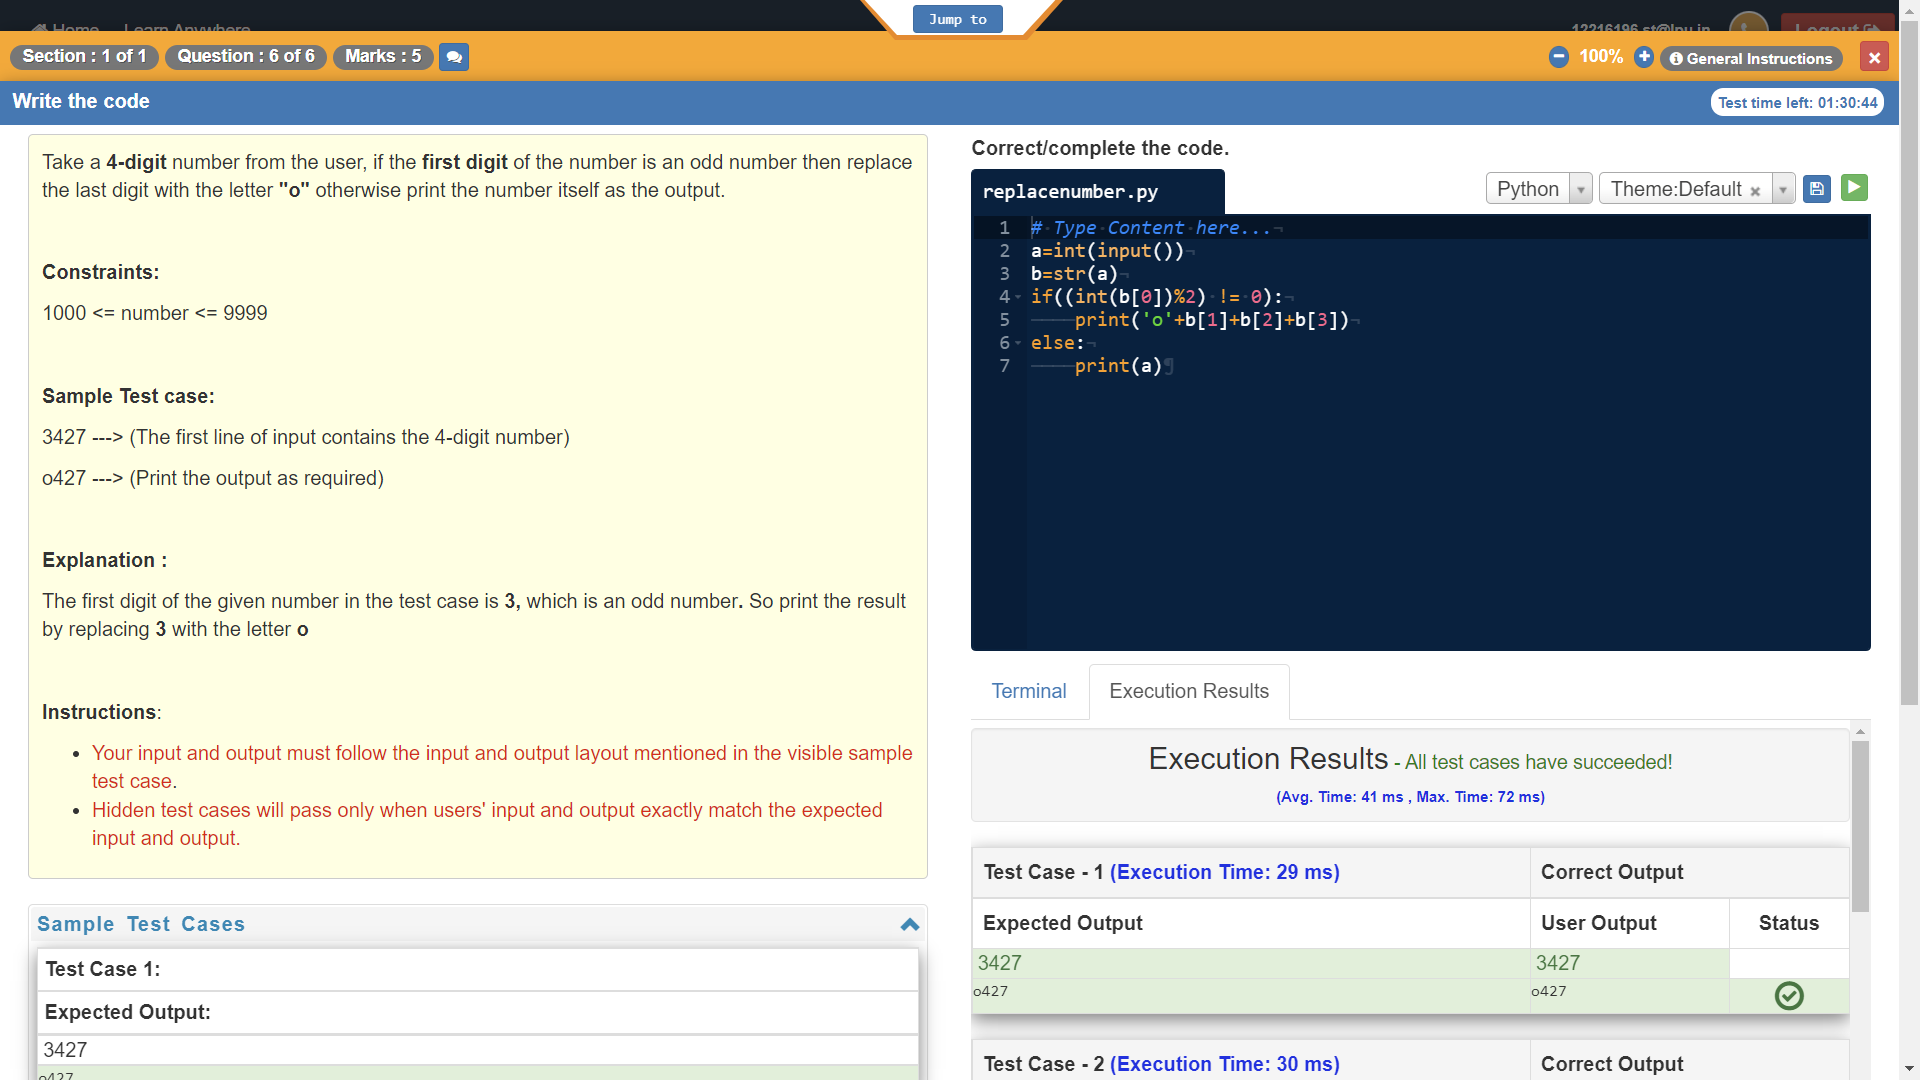 Jump to
Home Learn Anywhere
12216196.st@lpu.in Logout
Section : 1 of 1 Question : 6 of 6 Marks : 5
100% General Instructions
Write the code
Test time left: 01:30:44
Take a 4-digit number from the user, if the first digit of the number is an odd number then replace
the last digit with the letter "o" otherwise print the number itself as the output.
Constraints:
1000 <= number <= 9999
Sample Test case:
3427 ---> (The first line of input contains the 4-digit number)
o427 ---> (Print the output as required)
Explanation :
The first digit of the given number in the test case is 3, which is an odd number. So print the result
by replacing 3 with the letter o
Instructions:
• Your input and output must follow the input and output layout mentioned in the visible sample
test case.
• Hidden test cases will pass only when users' input and output exactly match the expected
input and output.
Sample Test Cases
Test Case 1:
Expected Output:
3427
o427
Correct/complete the code.
replacenumber.py
Python Theme:Default ×
1 # Type Content here...
2 a=int(input())
3 b=str(a)
4 if((int(b[0])%2) != 0):
5 print('o'+b[1]+b[2]+b[3])
6 else:
7 print(a)
Terminal Execution Results
Execution Results - All test cases have succeeded!
(Avg. Time: 41 ms , Max. Time: 72 ms)
Test Case - 1 (Execution Time: 29 ms) Correct Output
Expected Output User Output Status
3427 3427
o427 o427
Test Case - 2 (Execution Time: 30 ms) Correct Output